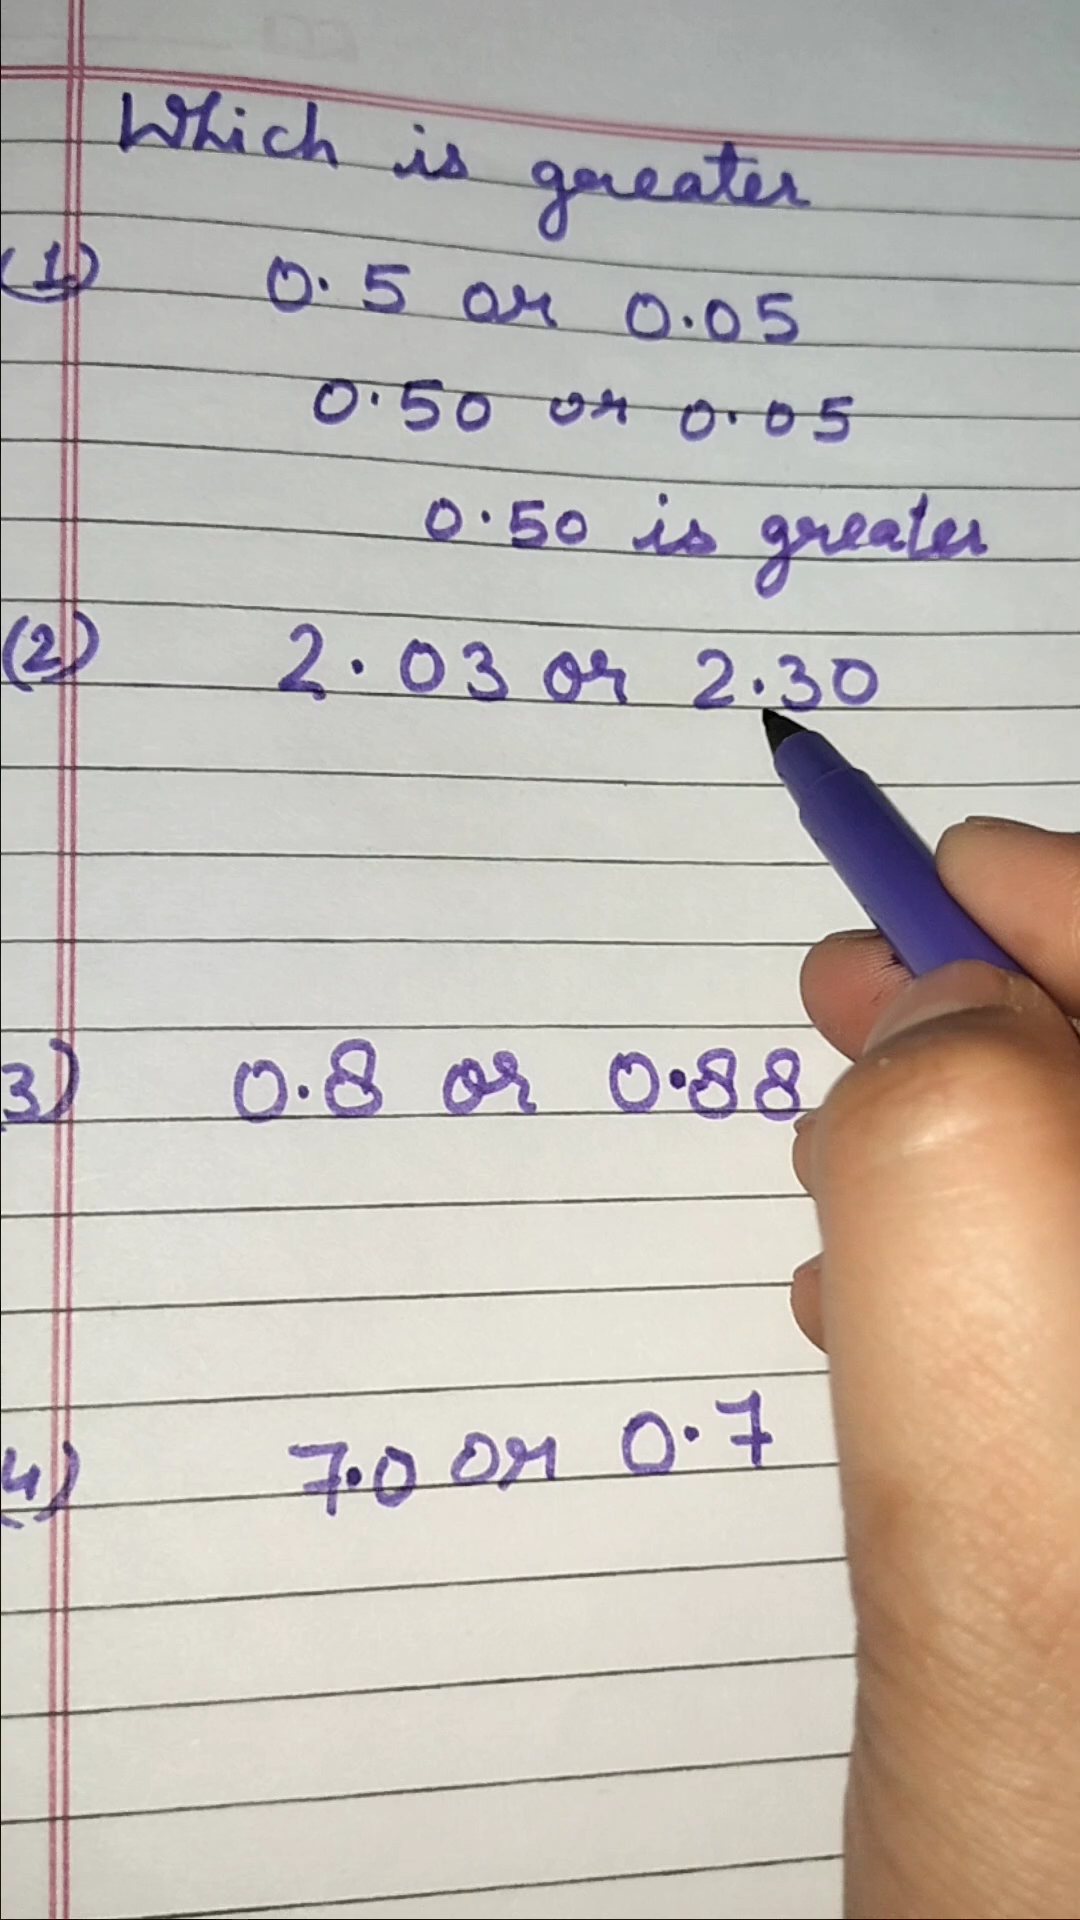 Which is greater
(1) 0.5 or 0.05
0.50 or 0.05
0.50 is greater
(2) 2.03 or 2.30
3) 0.8 or 0.88
4) 7.0 or 0.7